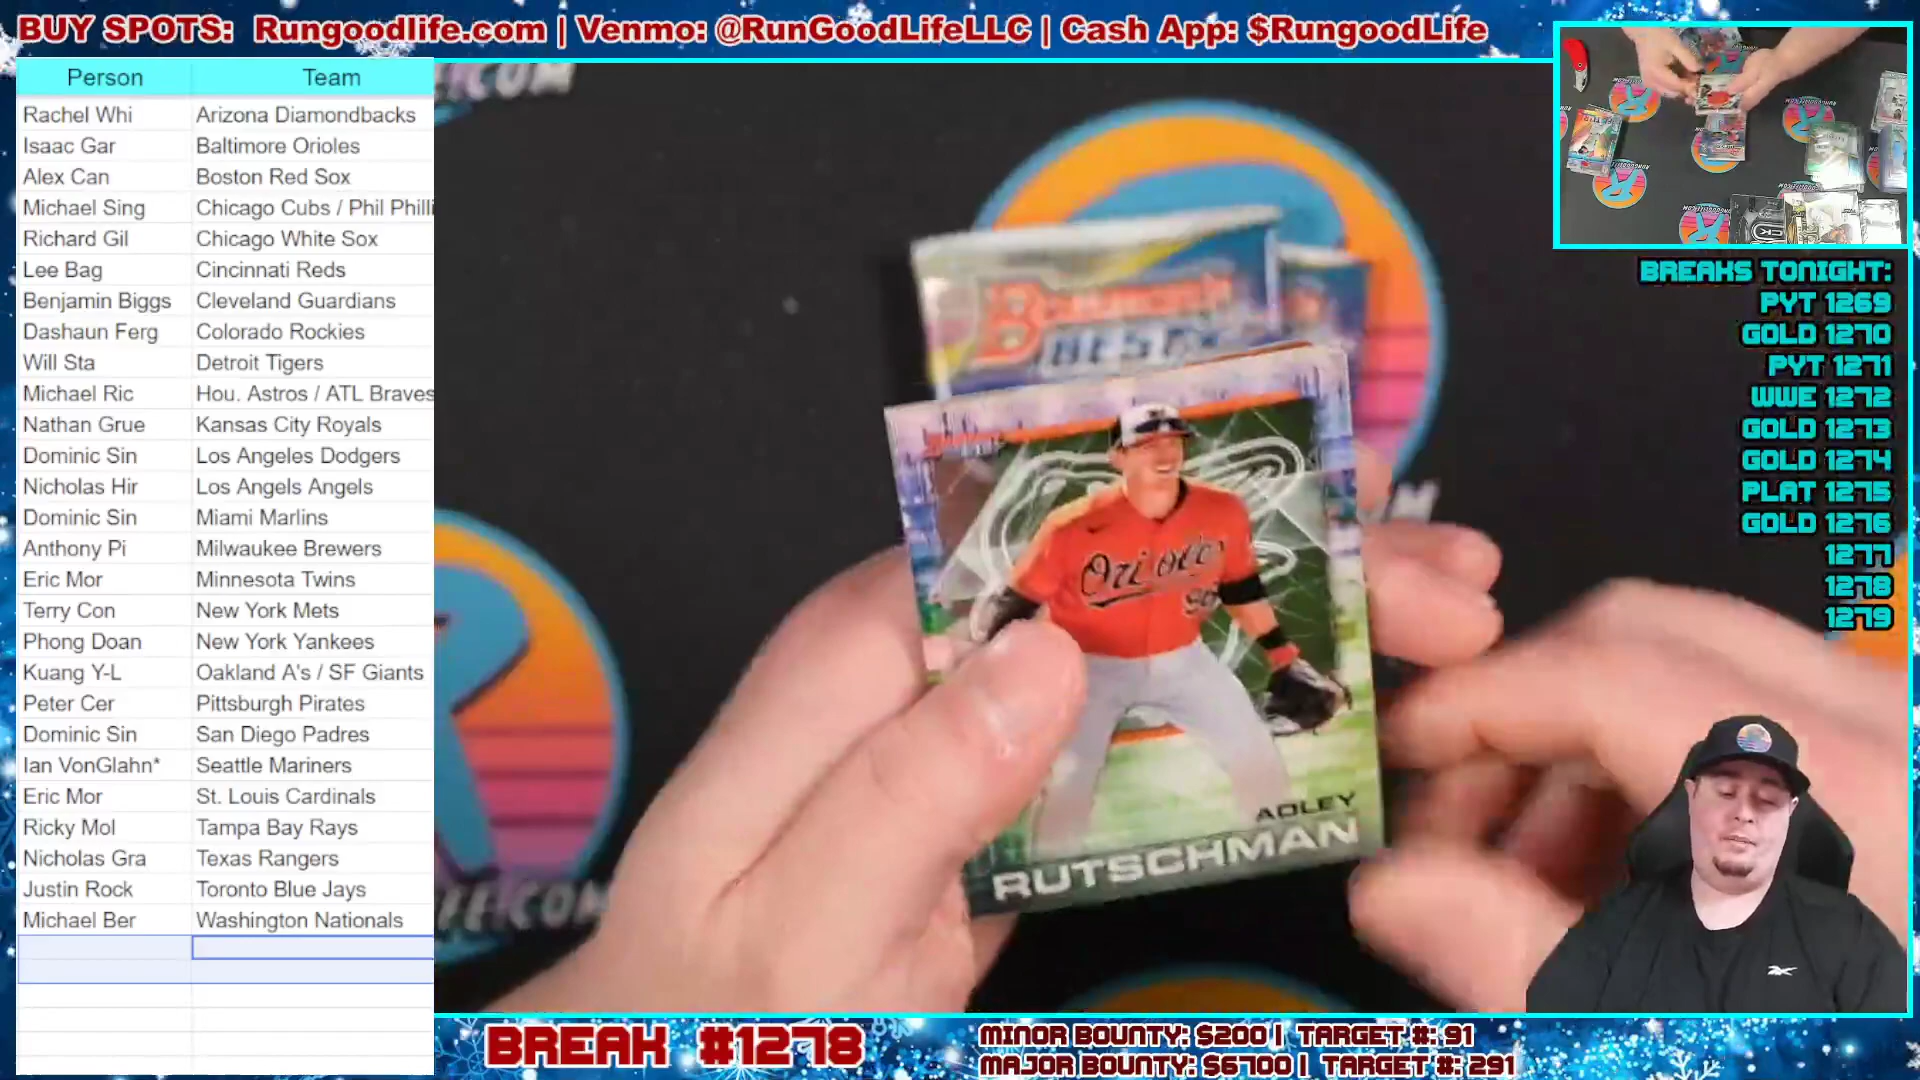 BUY SPOTS: Rungoodlife.com | Venmo: @RunGoodLifeLLC | Cash App: $RungoodLife
Person Team
Rachel Whi Arizona Diamondbacks
Isaac Gar Baltimore Orioles
Alex Can Boston Red Sox
Michael Sing Chicago Cubs / Phil Philli
Richard Gil Chicago White Sox
Lee Bag Cincinnati Reds
Benjamin Biggs Cleveland Guardians
Dashaun Ferg Colorado Rockies
Will Sta Detroit Tigers
Michael Ric Hou. Astros / ATL Braves
Nathan Grue Kansas City Royals
Dominic Sin Los Angeles Dodgers
Nicholas Hir Los Angels Angels
Dominic Sin Miami Marlins
Anthony Pi Milwaukee Brewers
Eric Mor Minnesota Twins
Terry Con New York Mets
Phong Doan New York Yankees
Kuang Y-L Oakland A's / SF Giants
Peter Cer Pittsburgh Pirates
Dominic Sin San Diego Padres
Ian VonGlahn* Seattle Mariners
Eric Mor St. Louis Cardinals
Ricky Mol Tampa Bay Rays
Nicholas Gra Texas Rangers
Justin Rock Toronto Blue Jays
Michael Ber Washington Nationals
FE.COM
Bowman's
BEST
Orioles
ADLEY
RUTSCHMAN
FE.COM
BREAKS TONIGHT:
PYT 1269
GOLD 1270
PYT 1271
WWE 1272
GOLD 1273
GOLD 1274
PLAT 1275
GOLD 1276
1277
1278
1279
BREAK #1278
MINOR BOUNTY: $200 | TARGET #: 91
MAJOR BOUNTY: $6700 | TARGET #: 291